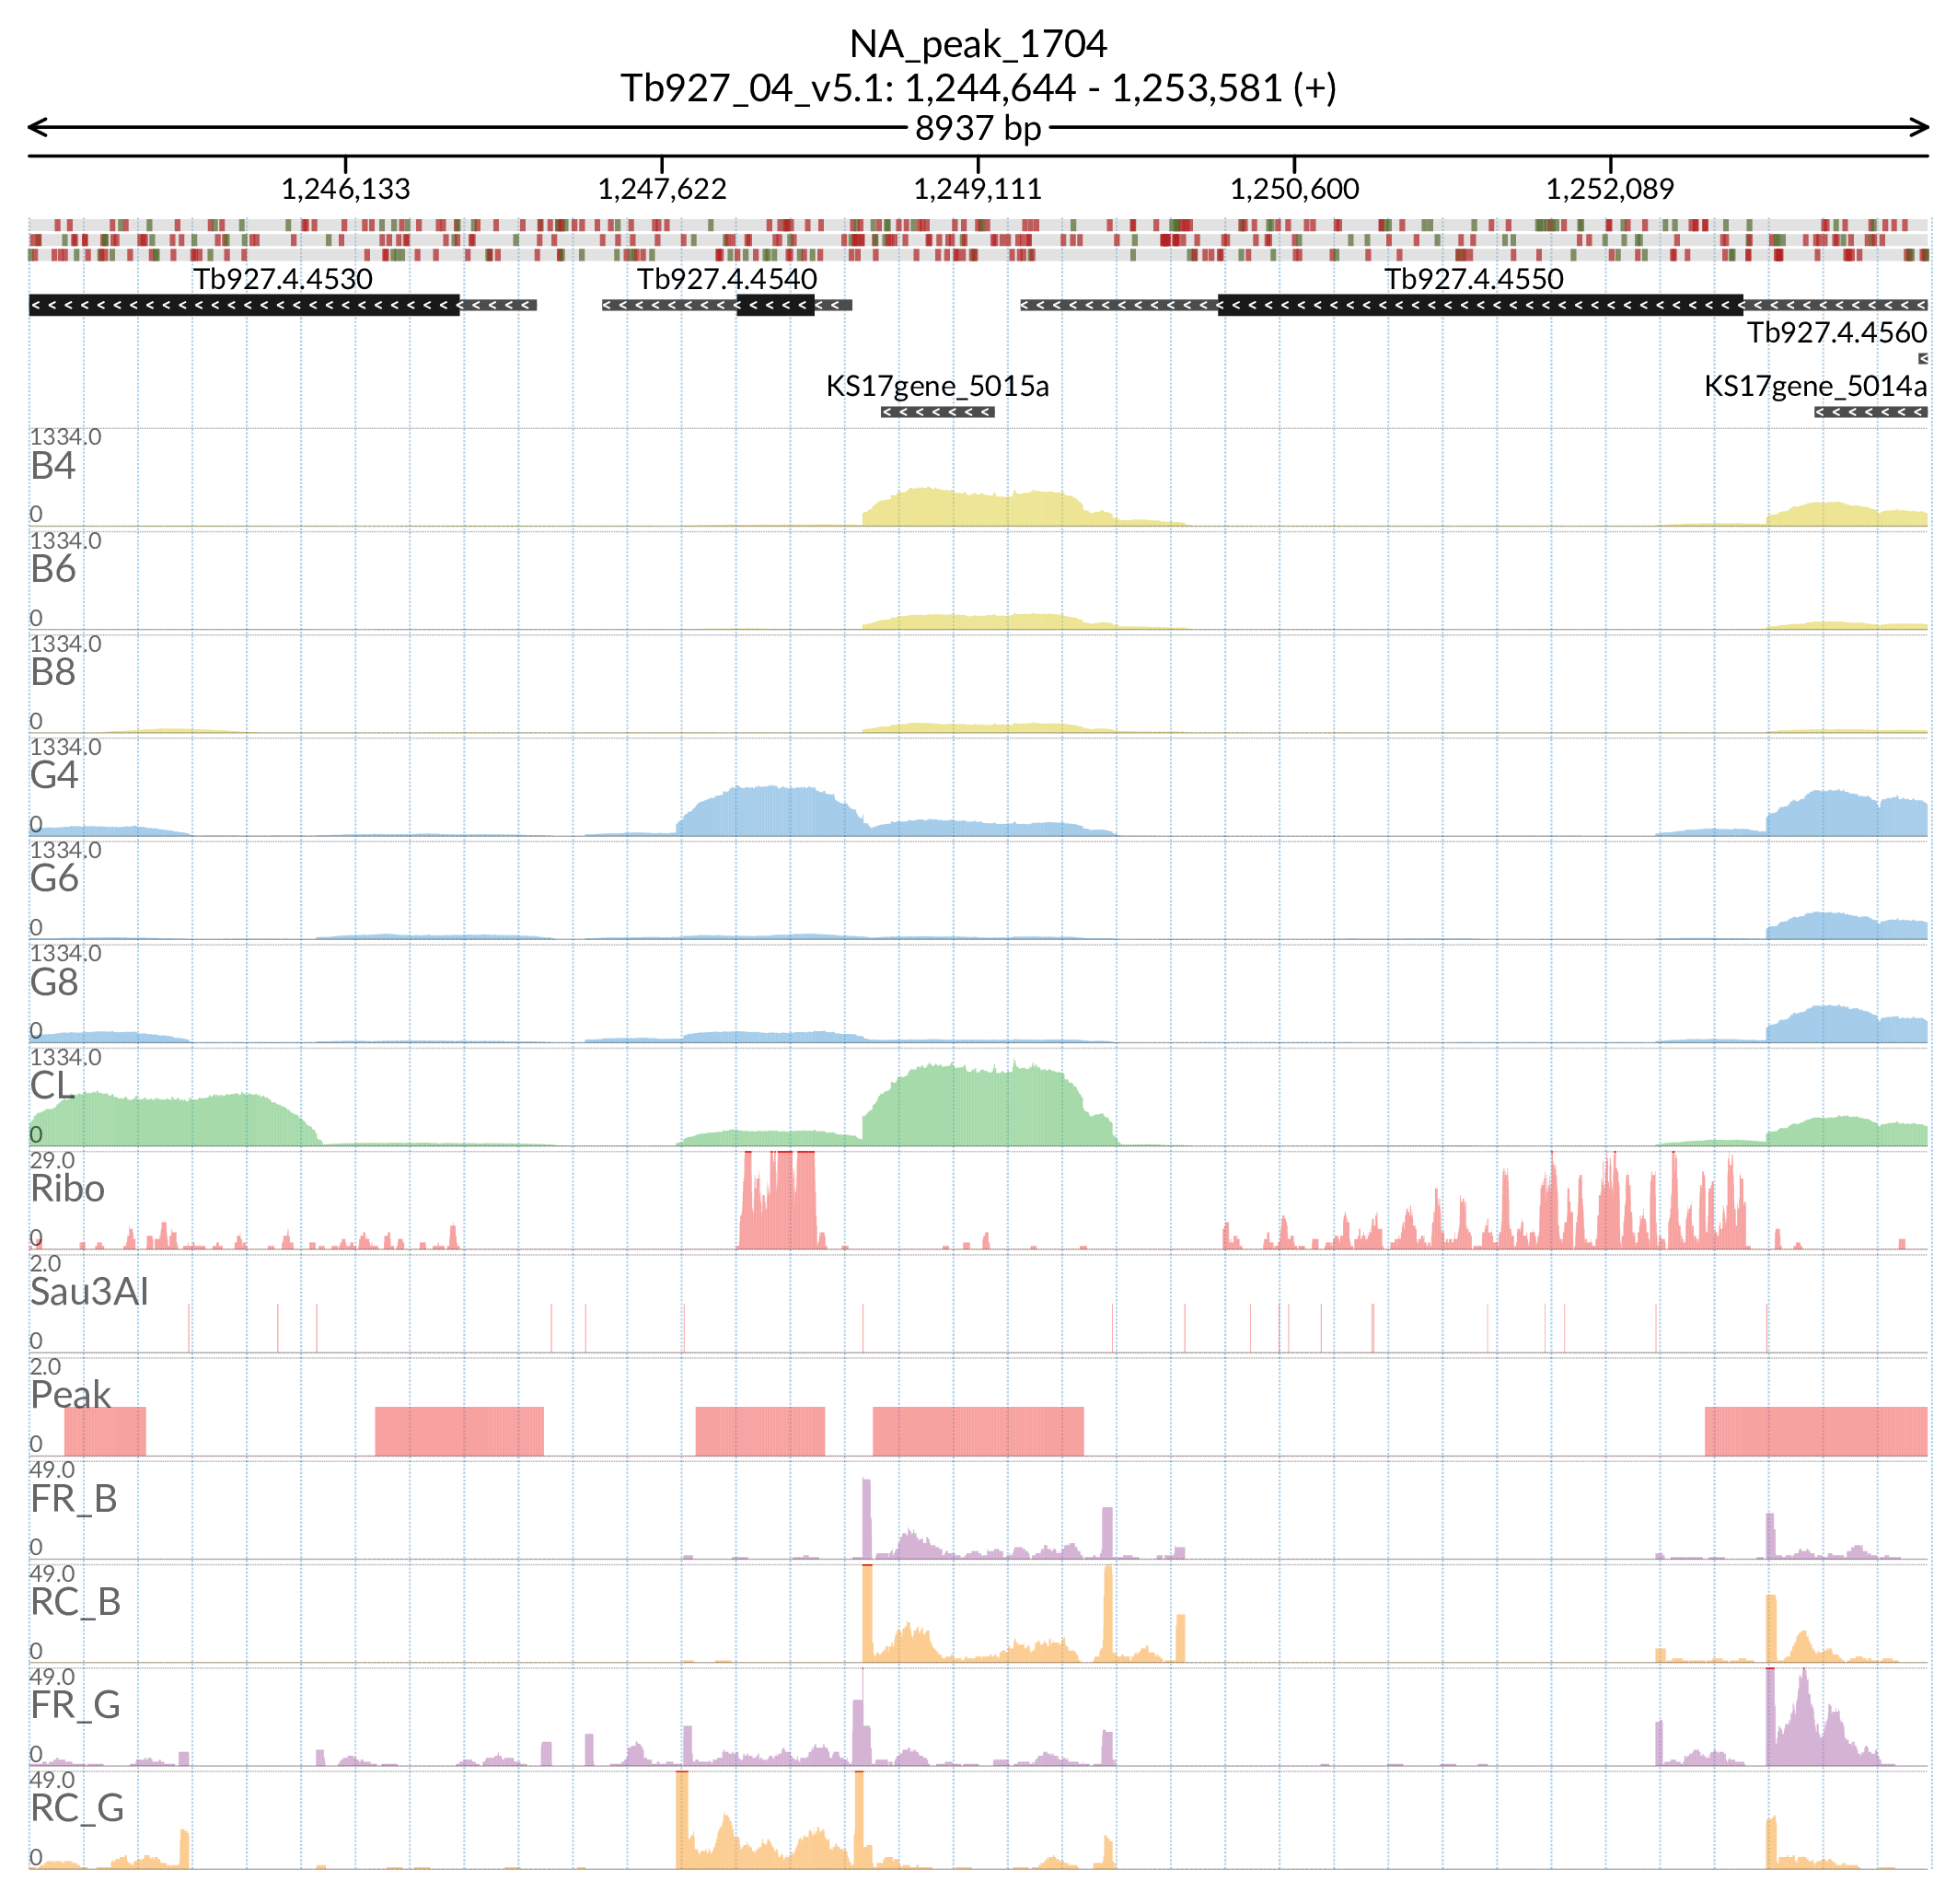 NA_peak_1704
Tb927_04_v5.1: 1,244,644 - 1,253,581 (+)
8937 bp
1,246,133 1,247,622 1,249,111 1,250,600 1,252,089
Tb927.4.4530 Tb927.4.4540 Tb927.4.4550
Tb927.4.4560
KS17gene_5015a KS17gene_5014a
1334.0
B4
0
1334.0
B6
0
1334.0
B8
0
1334.0
G4
0
1334.0
G6
0
1334.0
G8
0
1334.0
CL
0
29.0
Ribo
0
2.0
Sau3AI
0
2.0
Peak
0
49.0
FR_B
0
49.0
RC_B
0
49.0
FR_G
0
49.0
RC_G
0